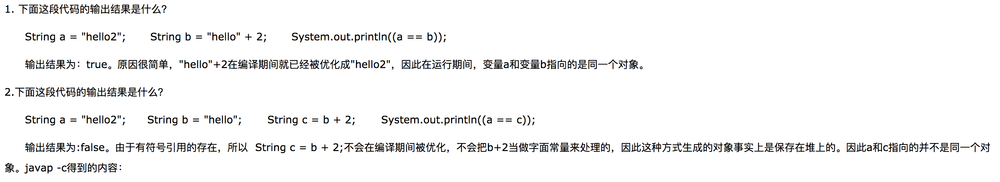 1. 下面这段代码的输出结果是什么？
String a = "hello2";    String b = "hello" + 2;    System.out.println((a == b));
输出结果为：true。原因很简单，"hello"+2在编译期间就已经被优化成"hello2"，因此在运行期间，变量a和变量b指向的是同一个对象。
2.下面这段代码的输出结果是什么？
String a = "hello2";    String b = "hello";    String c = b + 2;    System.out.println((a == c));
输出结果为:false。由于有符号引用的存在，所以  String c = b + 2;不会在编译期间被优化，不会把b+2当做字面常量来处理的，因此这种方式生成的对象事实上是保存在堆上的。因此a和c指向的并不是同一个对
象。javap -c得到的内容：